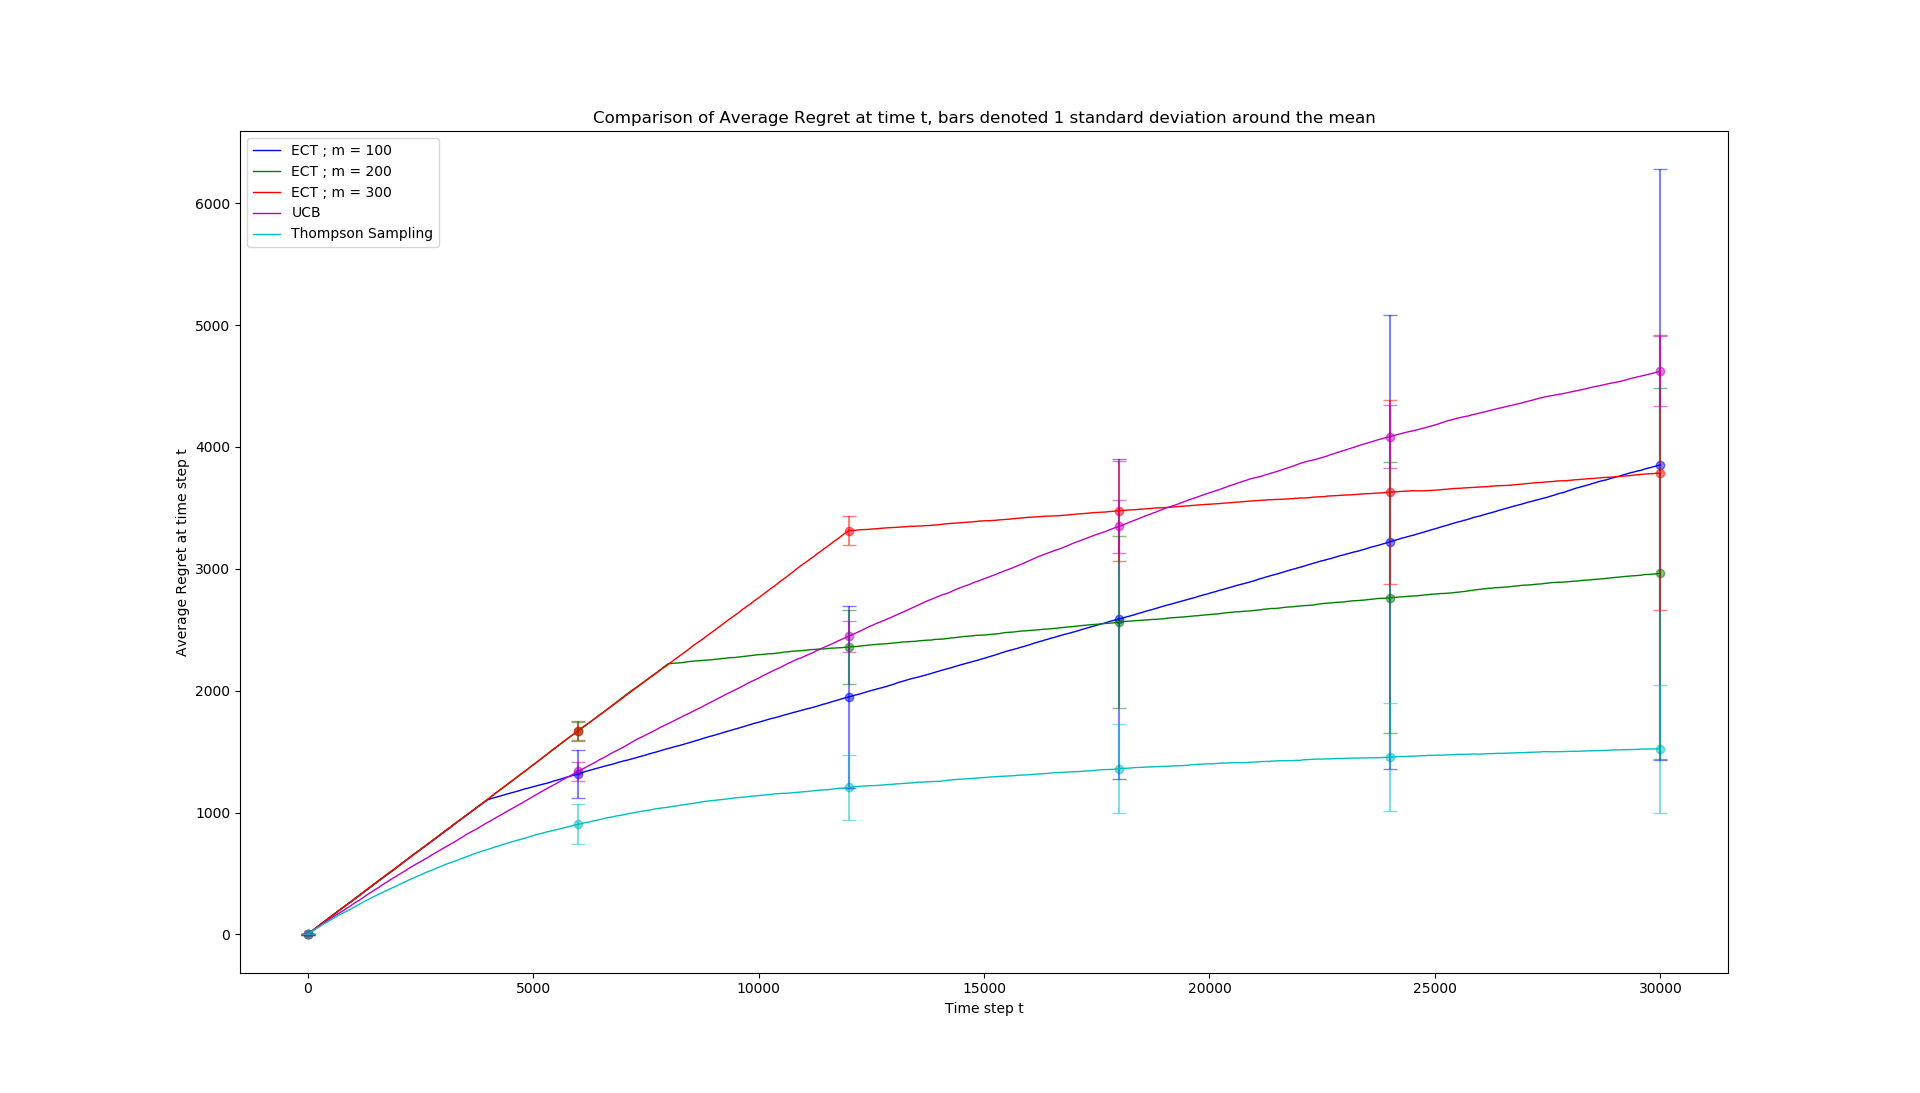 Comparison of Average Regret at time t, bars denoted 1 standard deviation around the mean
ECT ; m = 100
ECT ; m = 200
ECT ; m = 300
UCB
Thompson Sampling
6000
5000
4000
3000
2000
1000
0
Average Regret at time step t
0
5000
10000
15000
20000
25000
30000
Time step t